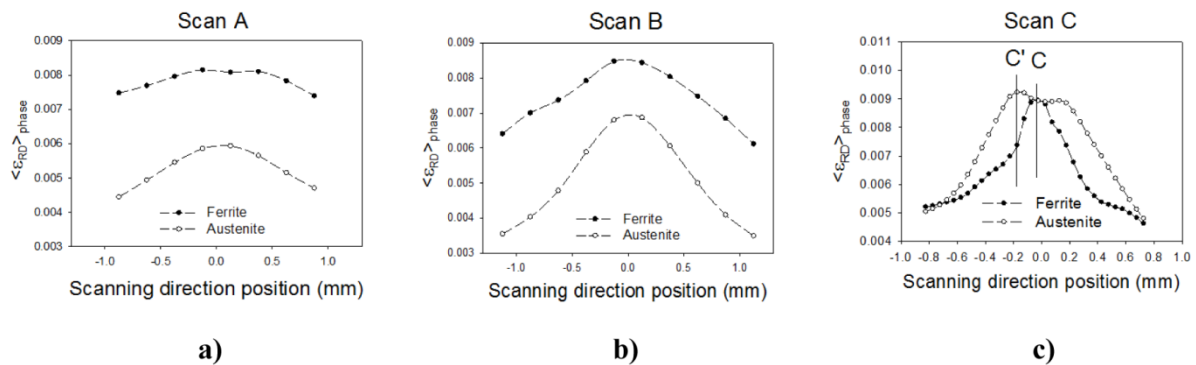 Scan A
0.009
0.008
0.007
0.006
0.005
0.004
0.003
<εRD>phase
Ferrite
Austenite
-1.0 -0.5 0.0 0.5 1.0
Scanning direction position (mm)
a)
Scan B
0.009
0.008
0.007
0.006
0.005
0.004
0.003
<εRD>phase
Ferrite
Austenite
-1.0 -0.5 0.0 0.5 1.0
Scanning direction position (mm)
b)
Scan C
0.011
0.010
0.009
0.008
0.007
0.006
0.005
0.004
<εRD>phase
C' C
Ferrite
Austenite
-1.0 -0.8 -0.6 -0.4 -0.2 0.0 0.2 0.4 0.6 0.8 1.0
Scanning direction position (mm)
c)